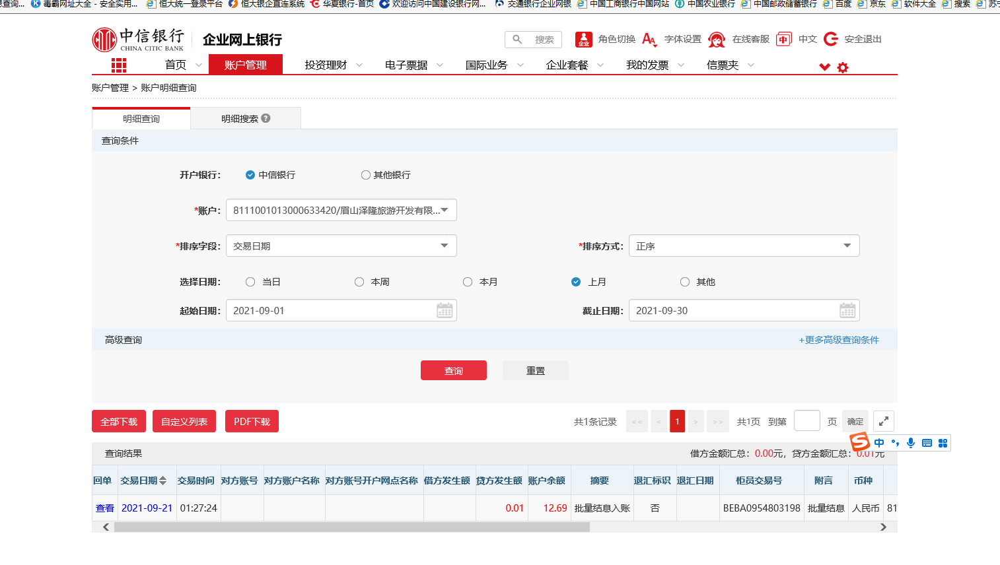 查询... 毒霸网址大全 - 安全实用... 恒大统一登录平台 恒大银企直连系统 华夏银行-首页 欢迎访问中国建设银行网... 交通银行企业网银 中国工商银行中国网站 中国农业银行 中国邮政储蓄银行 百度 京东 软件大全 搜索 苏宁
中信银行 CHINA CITIC BANK 企业网上银行 搜索 企业 角色切换 字体设置 在线客服 中 中文 安全退出
首页 账户管理 投资理财 电子票据 国际业务 企业套餐 我的发票 信票夹
账户管理 > 账户明细查询
明细查询 明细搜索 ?
查询条件
开户银行： 中信银行 其他银行
*账户： 8111001013000633420/眉山泽隆旅游开发有限...
*排序字段： 交易日期 *排序方式： 正序
选择日期： 当日 本周 本月 上月 其他
起始日期： 2021-09-01 截止日期： 2021-09-30
高级查询 +更多高级查询条件
查询 重置
全部下载 自定义列表 PDF下载 共1条记录 << < 1 > >> 共1页 到第 页 确定
S 中
查询结果 借方金额汇总：0.00元，贷方金额汇总：0.01元
回单 交易日期 交易时间 对方账号 对方账户名称 对方账号开户网点名称 借方发生额 贷方发生额 账户余额 摘要 退汇标识 退汇日期 柜员交易号 附言 币种
查看 2021-09-21 01:27:24 0.01 12.69 批量结息入账 否 BEBA0954803198 批量结息 人民币 81